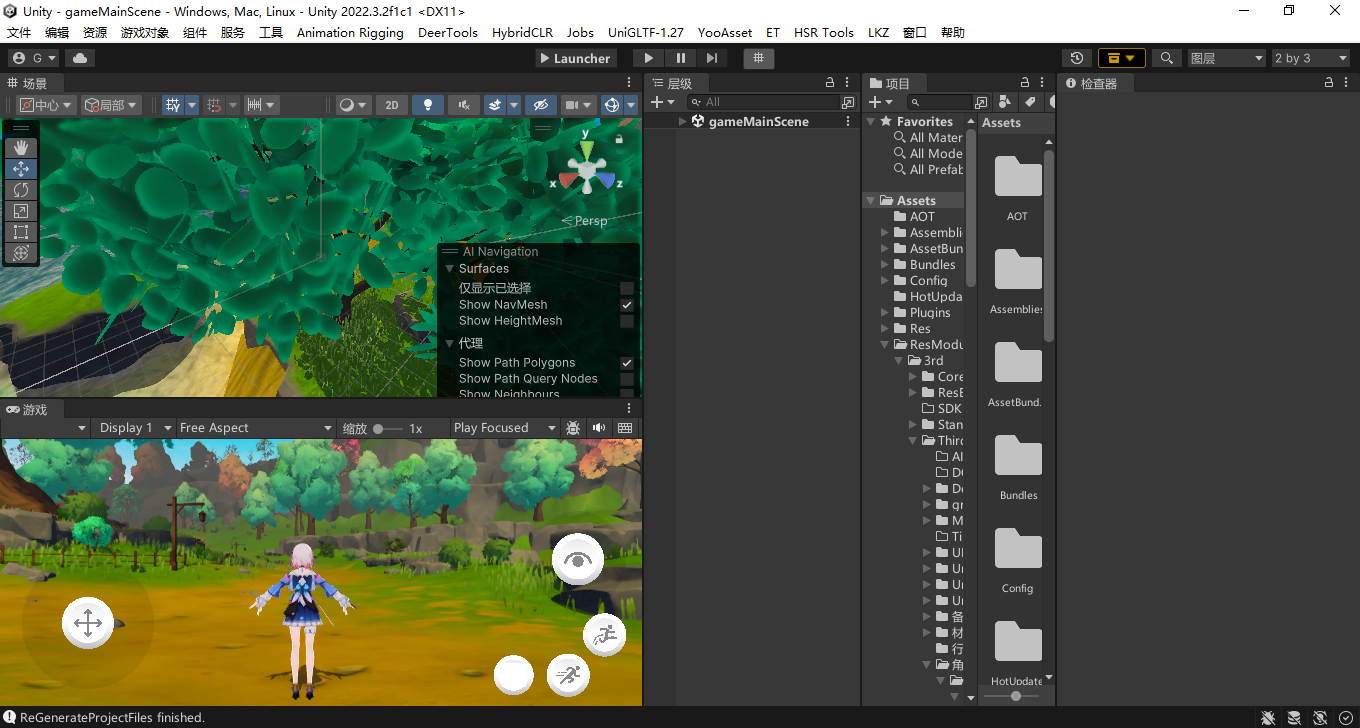 Unity - gameMainScene - Windows, Mac, Linux - Unity 2022.3.2f1c1 <DX11>
文件 编辑 资源 游戏对象 组件 服务 工具 Animation Rigging DeerTools HybridCLR Jobs UniGLTF-1.27 YooAsset ET HSR Tools LKZ 窗口 帮助
G Launcher 图层 2 by 3
场景
中心 局部 2D
y
x z
Persp
AI Navigation
Surfaces
仅显示已选择
Show NavMesh
Show HeightMesh
代理
Show Path Polygons
Show Path Query Nodes
Show Neighbours
游戏
Display 1 Free Aspect 缩放 1x Play Focused
层级
All
gameMainScene
项目
Favorites
All Mater
All Mode
All Prefab
Assets
AOT
Assemblie
AssetBun
Bundles
Config
HotUpda
Plugins
Res
ResModu
3rd
Core
ResE
SDK
Stan
Third
AI
De
gr
M
Ti
UI
Un
Un
Un
备
材
行
角
Assets
AOT
Assemblies
AssetBund.
Bundles
Config
HotUpdate
检查器
ReGenerateProjectFiles finished.